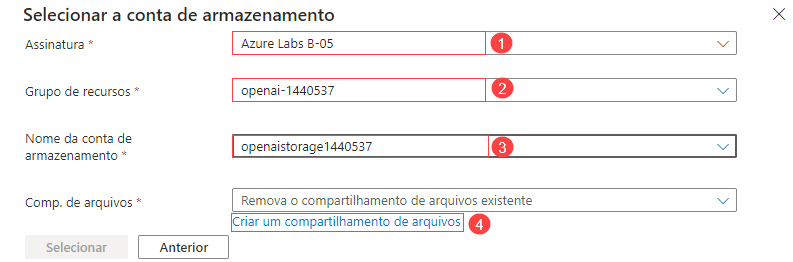 Selecionar a conta de armazenamento
Assinatura *
Azure Labs B-05
1
Grupo de recursos *
openai-1440537
2
Nome da conta de
armazenamento *
openaistorage1440537
3
Comp. de arquivos *
Remova o compartilhamento de arquivos existente
Criar um compartilhamento de arquivos
4
Selecionar
Anterior